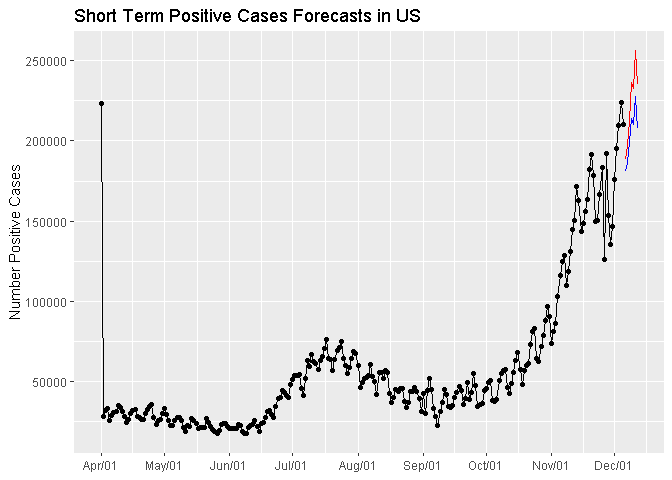 Short Term Positive Cases Forecasts in US
Number Positive Cases
250000
200000
150000
100000
50000
Apr/01 May/01 Jun/01 Jul/01 Aug/01 Sep/01 Oct/01 Nov/01 Dec/01